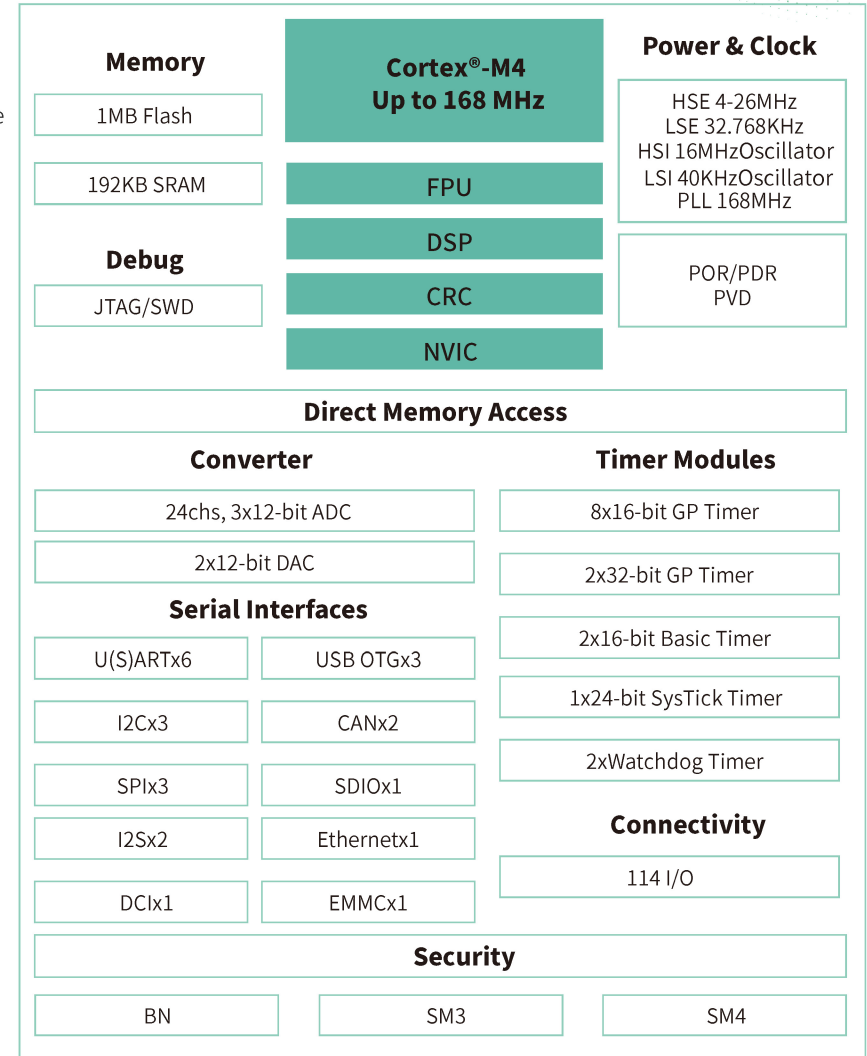 Memory
1MB Flash
192KB SRAM
Debug
JTAG/SWD
Cortex®-M4
Up to 168 MHz
FPU
DSP
CRC
NVIC
Power & Clock
HSE 4-26MHz
LSE 32.768KHz
HSI 16MHzOscillator
LSI 40KHzOscillator
PLL 168MHz
POR/PDR
PVD
Direct Memory Access
Converter
24chs, 3x12-bit ADC
2x12-bit DAC
Serial Interfaces
U(S)ARTx6
USB OTGx3
I2Cx3
CANx2
SPIx3
SDIOx1
I2Sx2
Ethernetx1
DCIx1
EMMCx1
Timer Modules
8x16-bit GP Timer
2x32-bit GP Timer
2x16-bit Basic Timer
1x24-bit SysTick Timer
2xWatchdog Timer
Connectivity
114 I/O
Security
BN
SM3
SM4